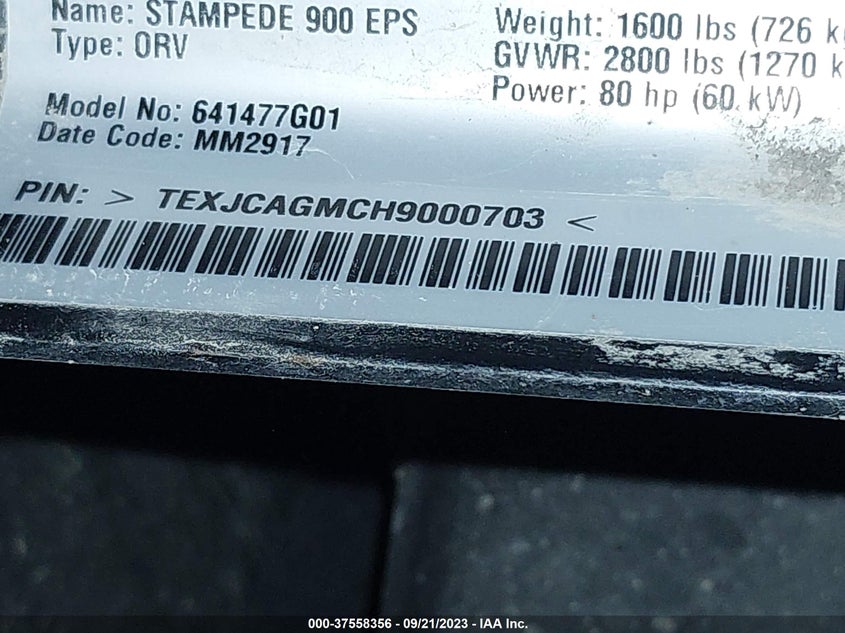 Name: STAMPEDE 900 EPS
Type: ORV
Weight: 1600 lbs (726
GVWR: 2800 lbs (1270
Power: 80 hp (60 kW)
Model No: 641477G01
Date Code: MM2917
PIN: > TEXJCAGMCH9000703 <
000-37558356 - 09/21/2023 - IAA Inc.